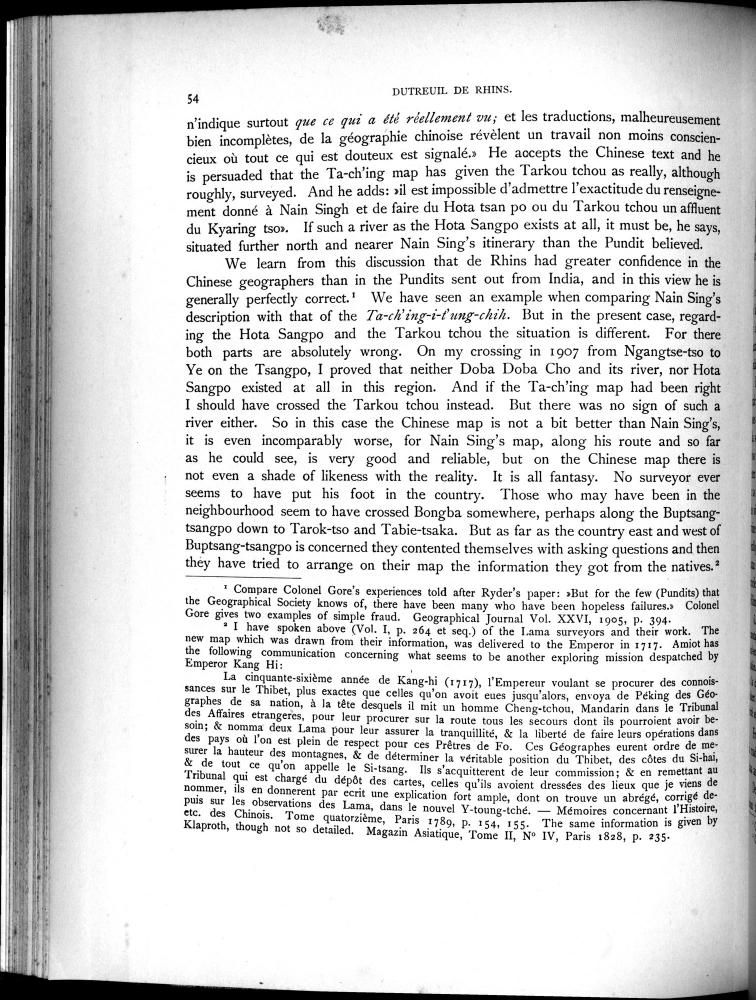 54
DUTREUIL DE RHINS.
n'indique surtout que ce qui a été réellement vu; et les traductions, malheureusement
bien incomplètes, de la géographie chinoise révèlent un travail non moins conscien-
cieux où tout ce qui est douteux est signalé.» He accepts the Chinese text and he
is persuaded that the Ta-ch'ing map has given the Tarkou tchou as really, although
roughly, surveyed. And he adds: »il est impossible d'admettre l'exactitude du renseigne-
ment donné à Nain Singh et de faire du Hota tsan po ou du Tarkou tchou un affluent
du Kyaring tso». If such a river as the Hota Sangpo exists at all, it must be, he says,
situated further north and nearer Nain Sing's itinerary than the Pundit believed.
We learn from this discussion that de Rhins had greater confidence in the
Chinese geographers than in the Pundits sent out from India, and in this view he is
generally perfectly correct.¹ We have seen an example when comparing Nain Sing's
description with that of the Ta-ch'ing-i-t'ung-chih. But in the present case, regard-
ing the Hota Sangpo and the Tarkou tchou the situation is different. For there
both parts are absolutely wrong. On my crossing in 1907 from Ngangtse-tso to
Ye on the Tsangpo, I proved that neither Doba Doba Cho and its river, nor Hota
Sangpo existed at all in this region. And if the Ta-ch'ing map had been right
I should have crossed the Tarkou tchou instead. But there was no sign of such a
river either. So in this case the Chinese map is not a bit better than Nain Sing's,
it is even incomparably worse, for Nain Sing's map, along his route and so far
as he could see, is very good and reliable, but on the Chinese map there is
not even a shade of likeness with the reality. It is all fantasy. No surveyor ever
seems to have put his foot in the country. Those who may have been in the
neighbourhood seem to have crossed Bongba somewhere, perhaps along the Buptsang-
tsangpo down to Tarok-tso and Tabie-tsaka. But as far as the country east and west of
Buptsang-tsangpo is concerned they contented themselves with asking questions and then
they have tried to arrange on their map the information they got from the natives.²
¹ Compare Colonel Gore's experiences told after Ryder's paper: »But for the few (Pundits) that
the Geographical Society knows of, there have been many who have been hopeless failures.» Colonel
Gore gives two examples of simple fraud. Geographical Journal Vol. XXVI, 1905, p. 394.
² I have spoken above (Vol. I, p. 264 et seq.) of the Lama surveyors and their work. The
new map which was drawn from their information, was delivered to the Emperor in 1717. Amiot has
the following communication concerning what seems to be another exploring mission despatched by
Emperor Kang Hi:
La cinquante-sixième année de Kang-hi (1717), l'Empereur voulant se procurer des connois-
sances sur le Thibet, plus exactes que celles qu'on avoit eues jusqu'alors, envoya de Péking des Géo-
graphes de sa nation, à la tête desquels il mit un homme Cheng-tchou, Mandarin dans le Tribunal
des Affaires etrangeres, pour leur procurer sur la route tous les secours dont ils pourroient avoir be-
soin; & nomma deux Lama pour leur assurer la tranquillité, & la liberté de faire leurs opérations dans
des pays où l'on est plein de respect pour ces Prêtres de Fo. Ces Géographes eurent ordre de me-
surer la hauteur des montagnes, & de déterminer la véritable position du Thibet, des côtes du Si-hai,
& de tout ce qu'on appelle le Si-tsang. Ils s'acquitterent de leur commission; & en remettant au
Tribunal qui est chargé du dépôt des cartes, celles qu'ils avoient dressées des lieux que je viens de
nommer, ils en donnerent par ecrit une explication fort ample, dont on trouve un abrégé, corrigé de-
puis sur les observations des Lama, dans le nouvel Y-toung-tché. — Mémoires concernant l'Histoire,
etc. des Chinois. Tome quatorzième, Paris 1789, p. 154, 155. The same information is given by
Klaproth, though not so detailed. Magazin Asiatique, Tome II, Nº IV, Paris 1828, p. 235.